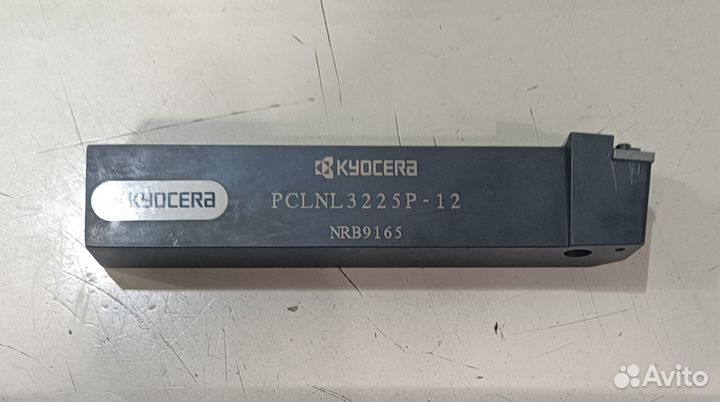 KYOCERA
KYOCERA
PCLNL3225P-12
NRB9165
Avito